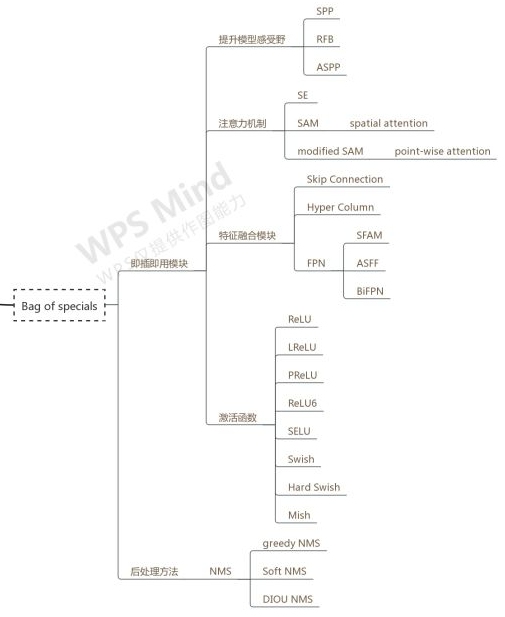 SPP
提升模型感受野
RFB
ASPP
SE
注意力机制
SAM
spatial attention
modified SAM
point-wise attention
Skip Connection
Hyper Column
特征融合模块
SFAM
FPN
ASFF
BiFPN
即插即用模块
Bag of specials
ReLU
LReLU
PReLU
ReLU6
激活函数
SELU
Swish
Hard Swish
Mish
greedy NMS
后处理方法
NMS
Soft NMS
DIOU NMS
WPS Mind
WPS仅提供作图能力